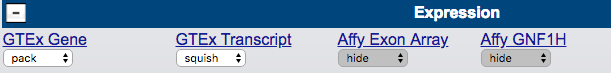 Expression
GTEx Gene GTEx Transcript Affy Exon Array Affy GNF1H
pack squish hide hide